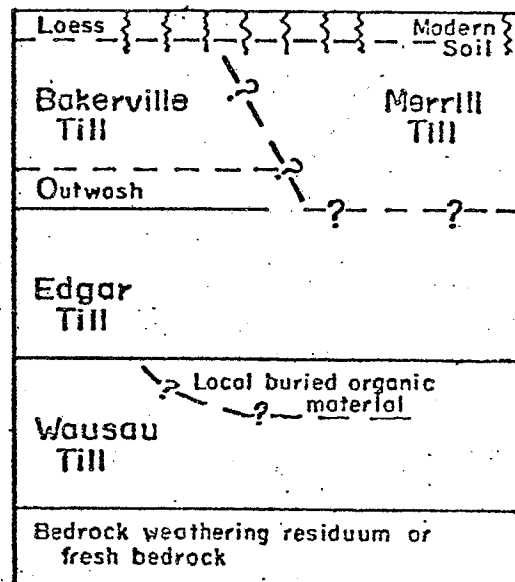 Loess
Modern
Soil
Bakerville
Till
?
Merrill
Till
?
Outwash
? ?
Edgar
Till
? Local buried organic
? material
Wausau
Till
Bedrock weathering residuum or
fresh bedrock